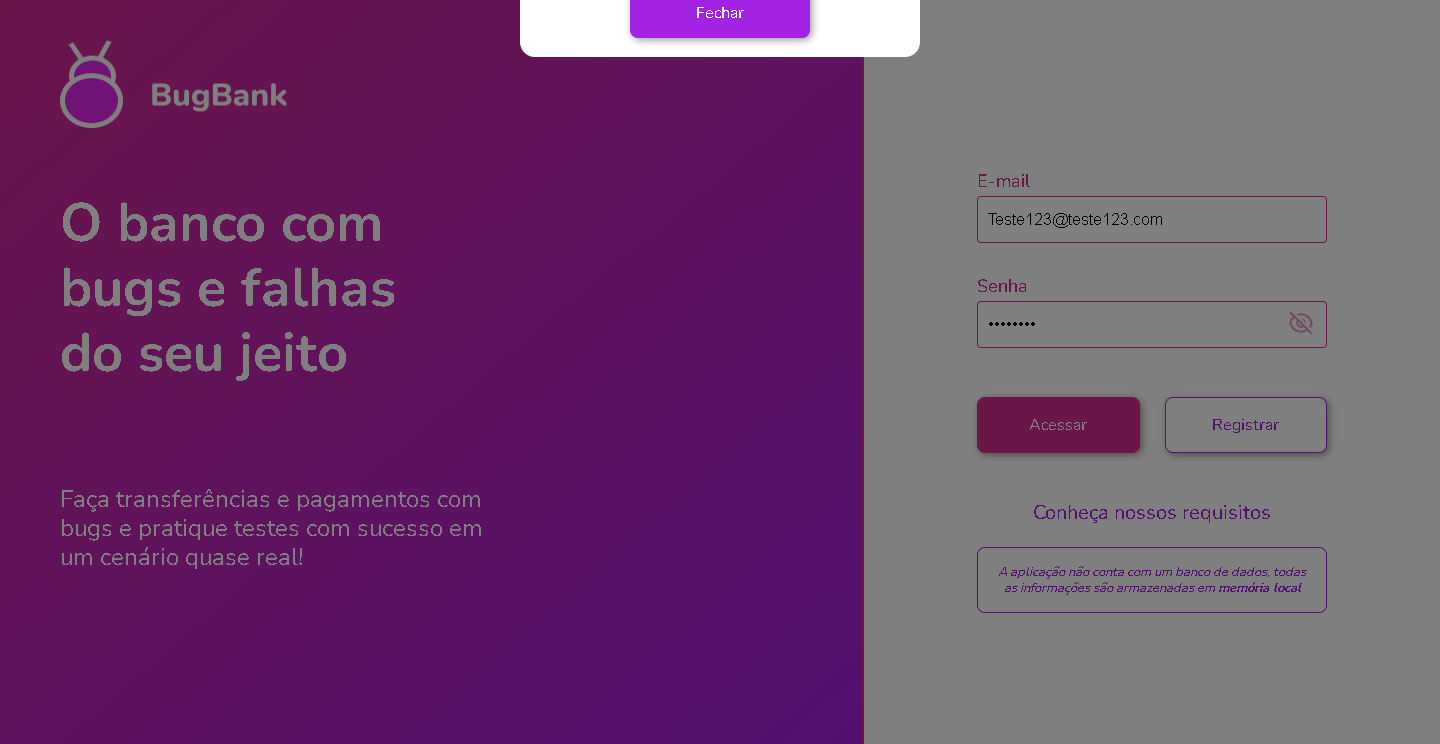 Fechar
BugBank
O banco com
bugs e falhas
do seu jeito
Faça transferências e pagamentos com
bugs e pratique testes com sucesso em
um cenário quase real!
E-mail
Teste123@teste123.com
Senha
••••••••
Acessar
Registrar
Conheça nossos requisitos
A aplicação não conta com um banco de dados, todas
as informações são armazenadas em memória local